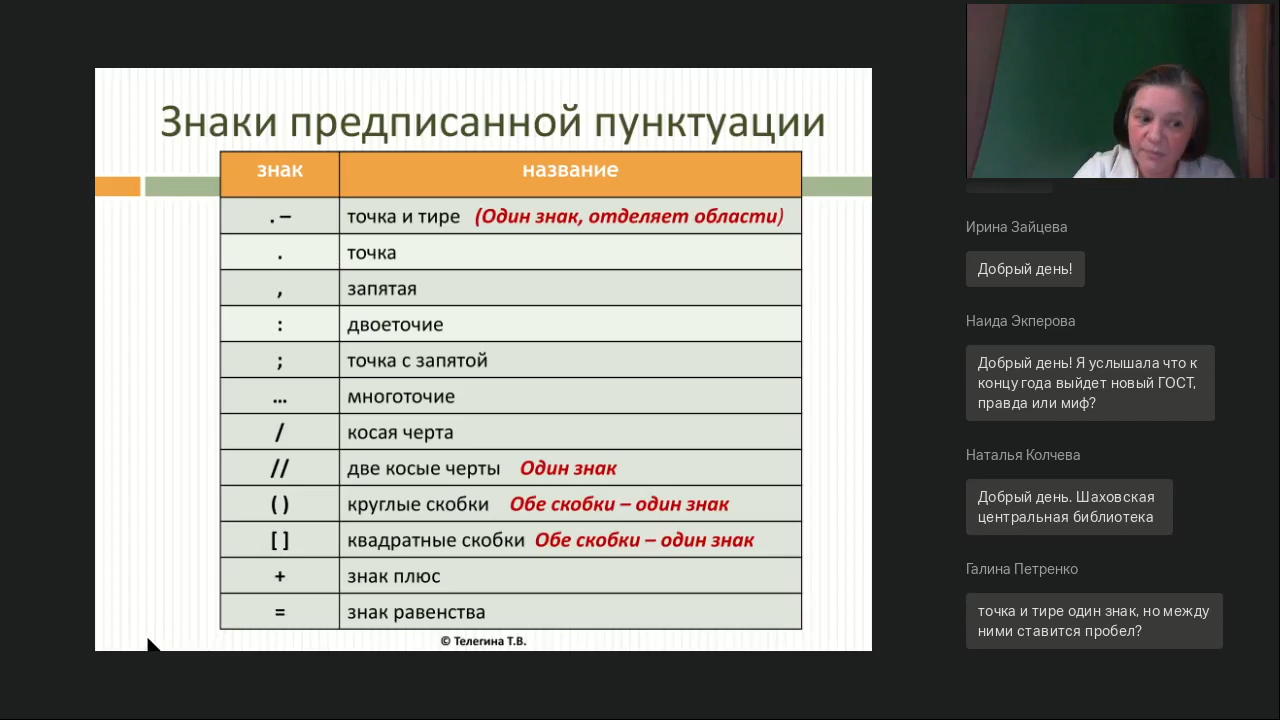 Знаки предписанной пунктуации
знак название
. – точка и тире (Один знак, отделяет области)
. точка
, запятая
: двоеточие
; точка с запятой
... многоточие
/ косая черта
// две косые черты Один знак
( ) круглые скобки Обе скобки – один знак
[ ] квадратные скобки Обе скобки – один знак
+ знак плюс
= знак равенства
© Телегина Т.В.
Ирина Зайцева
Добрый день!
Наида Экперова
Добрый день! Я услышала что к
концу года выйдет новый ГОСТ,
правда или миф?
Наталья Колчева
Добрый день. Шаховская
центральная библиотека
Галина Петренко
точка и тире один знак, но между
ними ставится пробел?